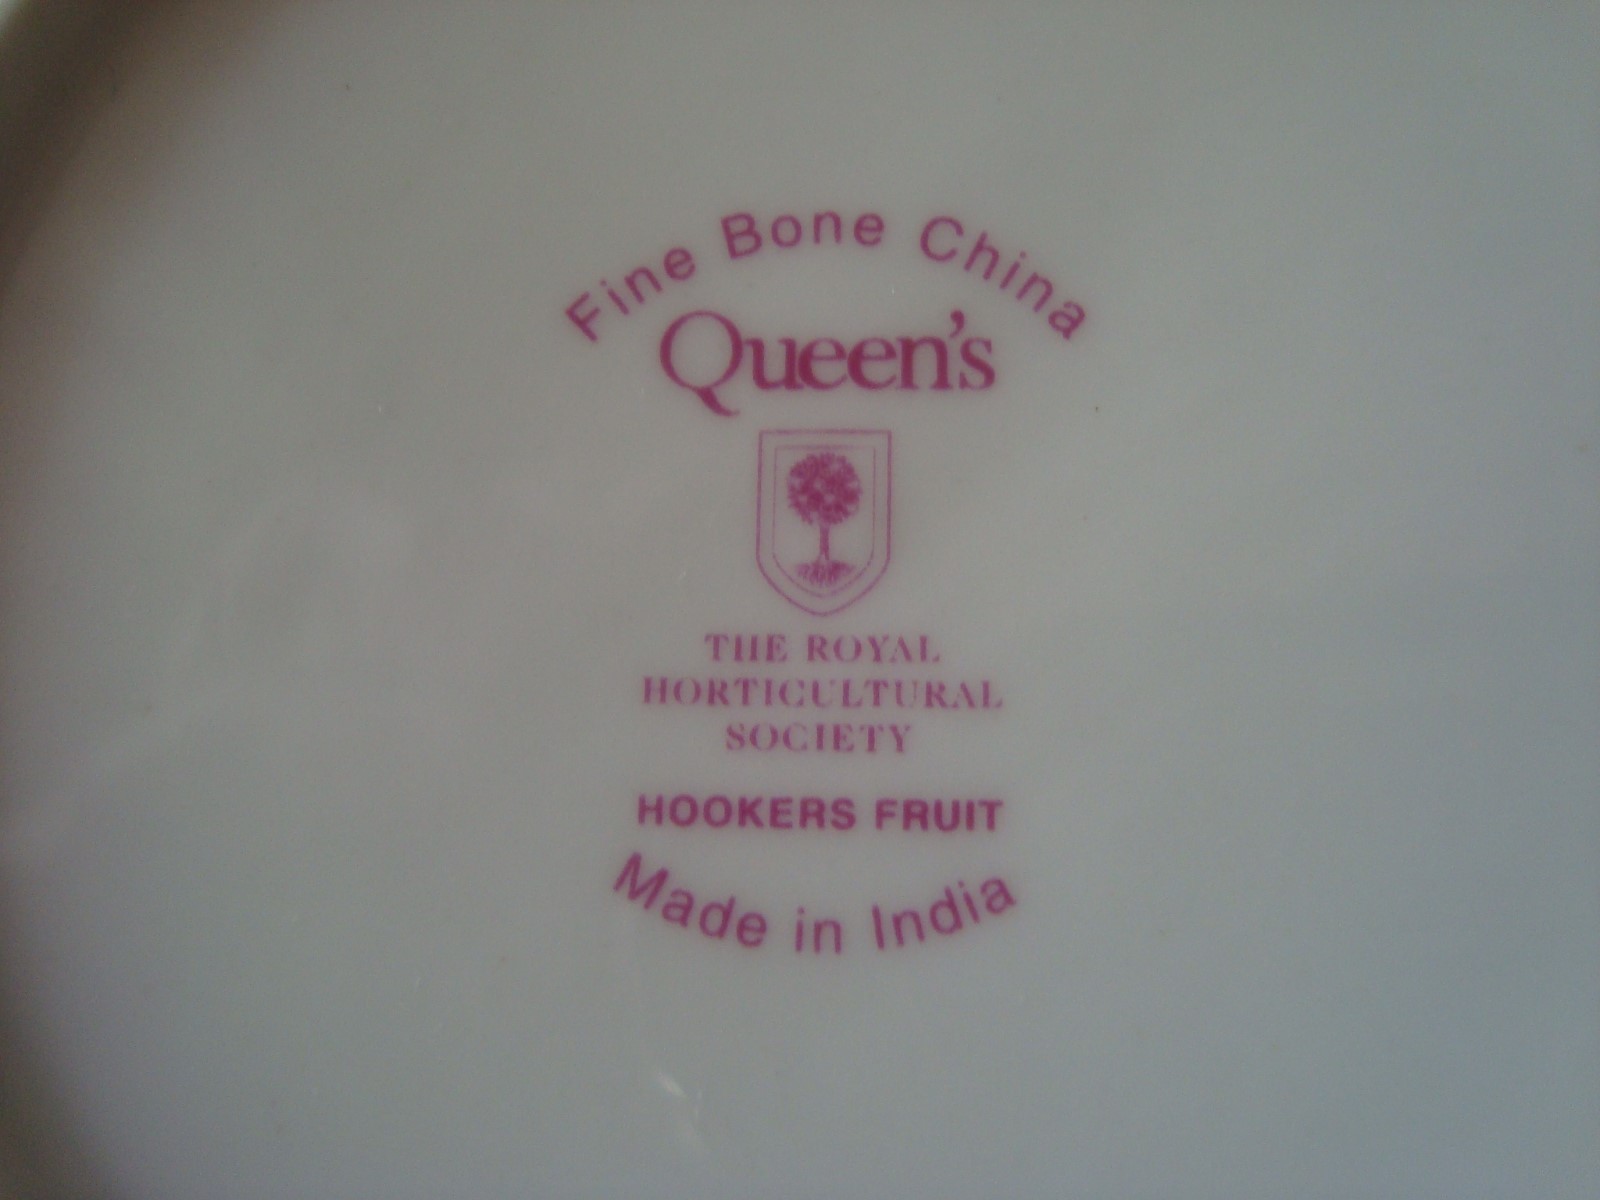 Fine Bone China
Queen's
THE ROYAL
HORTICULTURAL
SOCIETY
HOOKERS FRUIT
Made in India